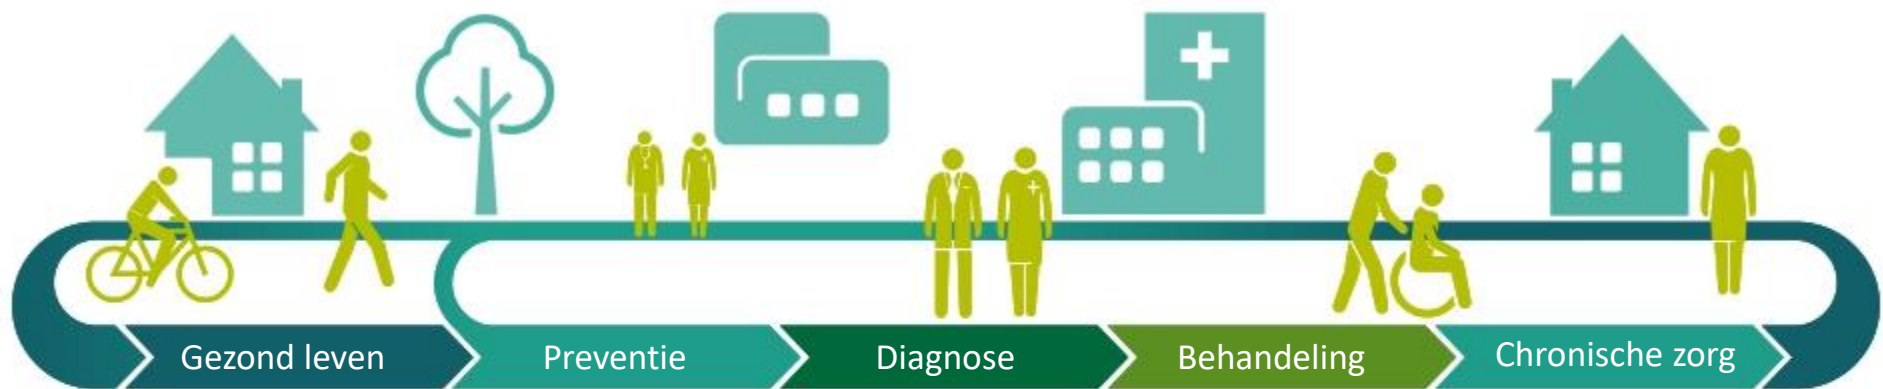 Gezond leven
Preventie
Diagnose
Behandeling
Chronische zorg